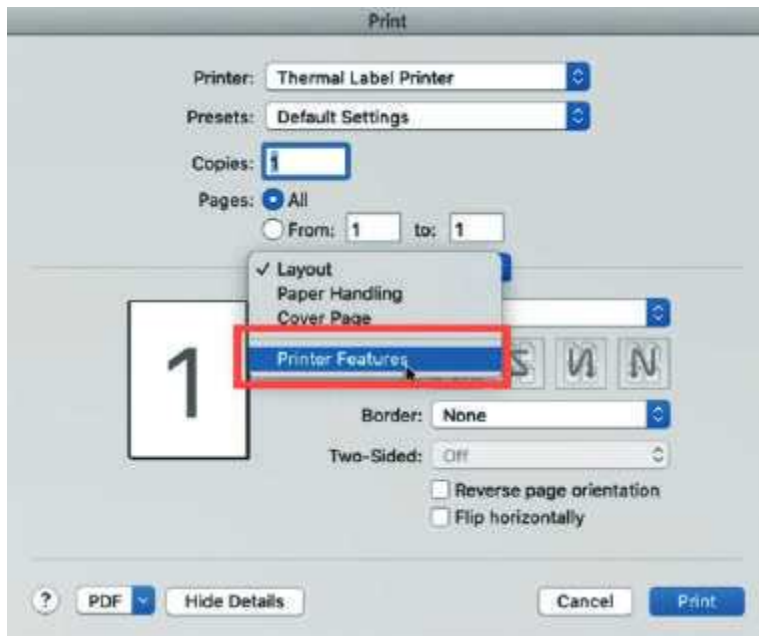 Print
Printer: Thermal Label Printer
Presets: Default Settings
Copies: 1
Pages: All
From: 1 to: 1
✓ Layout
Paper Handling
Cover Page
Printer Features
1
Border: None
Two-Sided: Off
Reverse page orientation
Flip horizontally
? PDF Hide Details Cancel Print